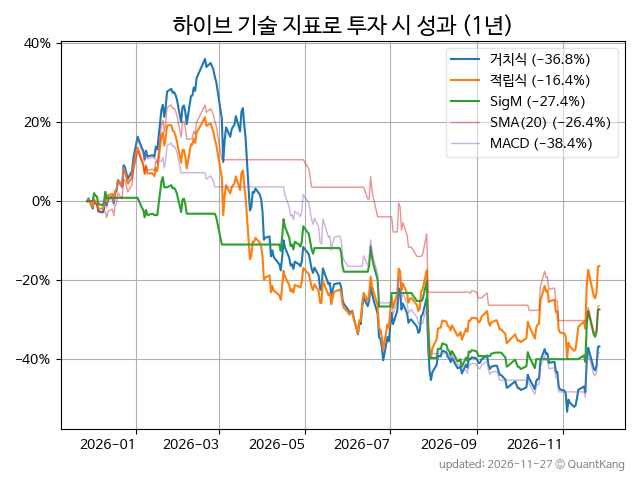 하이브 기술 지표로 투자 시 성과 (1년)
40%
20%
0%
−20%
−40%
거치식 (−36.8%)
적립식 (−16.4%)
SigM (−27.4%)
SMA(20) (−26.4%)
MACD (−38.4%)
2026-01 2026-03 2026-05 2026-07 2026-09 2026-11
updated: 2026-11-27 © QuantKang